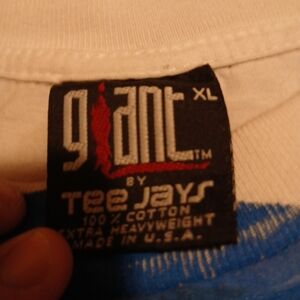 giant XL
TM
BY
TEE JAYS
100% COTTON
EXTRA HEAVYWEIGHT
MADE IN U.S.A.